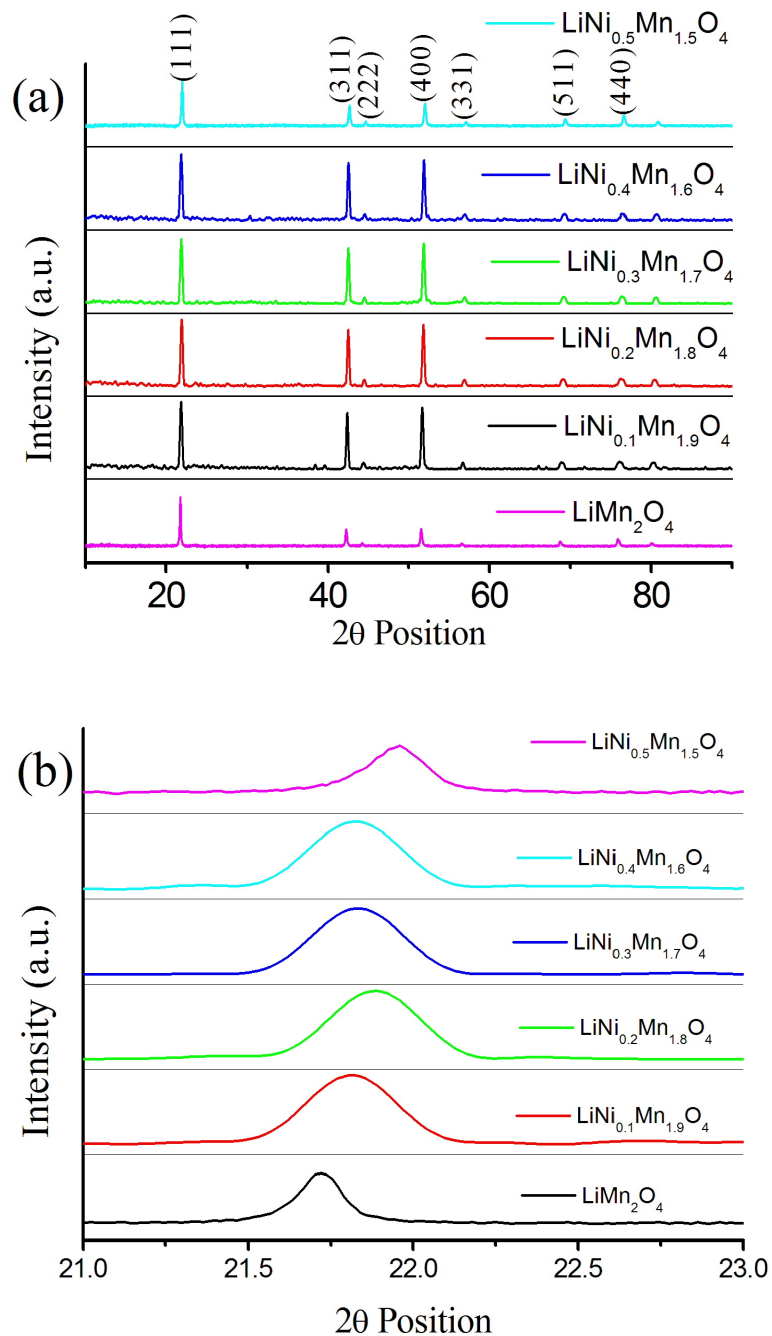 LiNi0.5Mn1.5O4
(a)
(111)
(311)
(222)
(400)
(331)
(511)
(440)
LiNi0.4Mn1.6O4
LiNi0.3Mn1.7O4
LiNi0.2Mn1.8O4
LiNi0.1Mn1.9O4
LiMn2O4
Intensity (a.u.)
20 40 60 80
2θ Position
(b)
LiNi0.5Mn1.5O4
LiNi0.4Mn1.6O4
LiNi0.3Mn1.7O4
LiNi0.2Mn1.8O4
LiNi0.1Mn1.9O4
LiMn2O4
Intensity (a.u.)
21.0 21.5 22.0 22.5 23.0
2θ Position